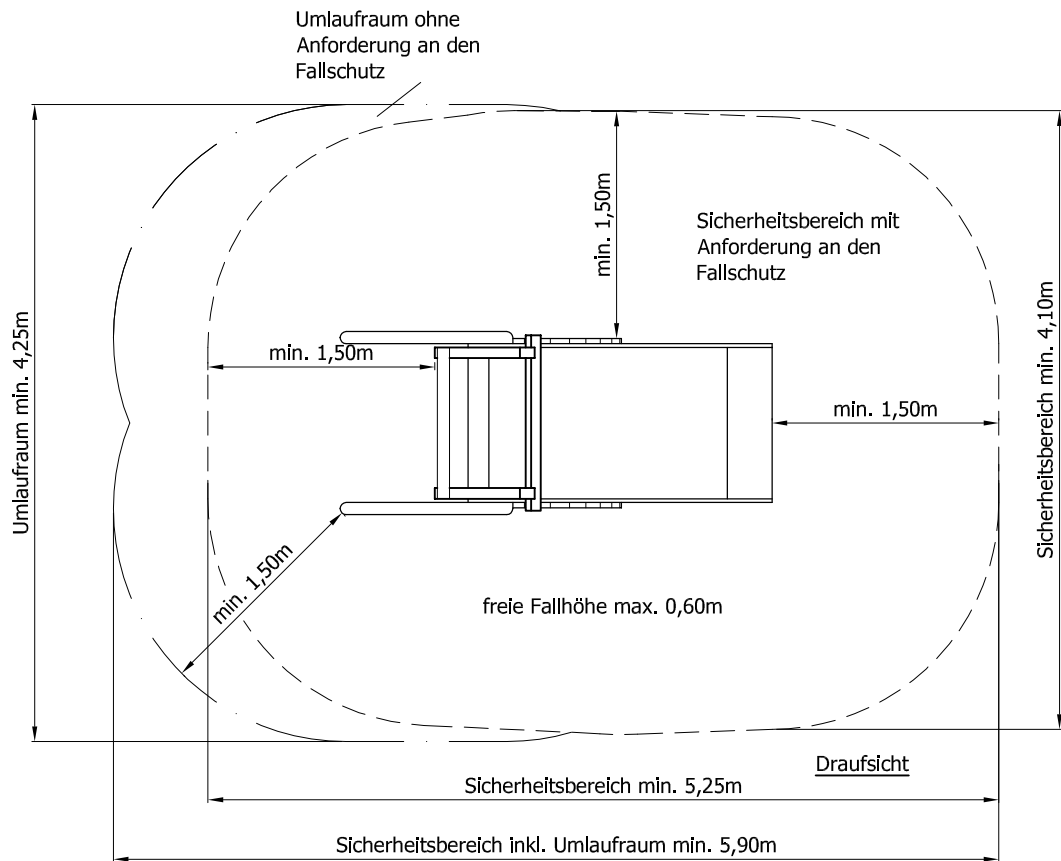 Umlaufraum ohne
Anforderung an den
Fallschutz
min. 1,50m
Sicherheitsbereich mit
Anforderung an den
Fallschutz
min. 1,50m
min. 1,50m
Umlaufraum min. 4,25m
Sicherheitsbereich min. 4,10m
min. 1,50m
freie Fallhöhe max. 0,60m
Draufsicht
Sicherheitsbereich min. 5,25m
Sicherheitsbereich inkl. Umlaufraum min. 5,90m